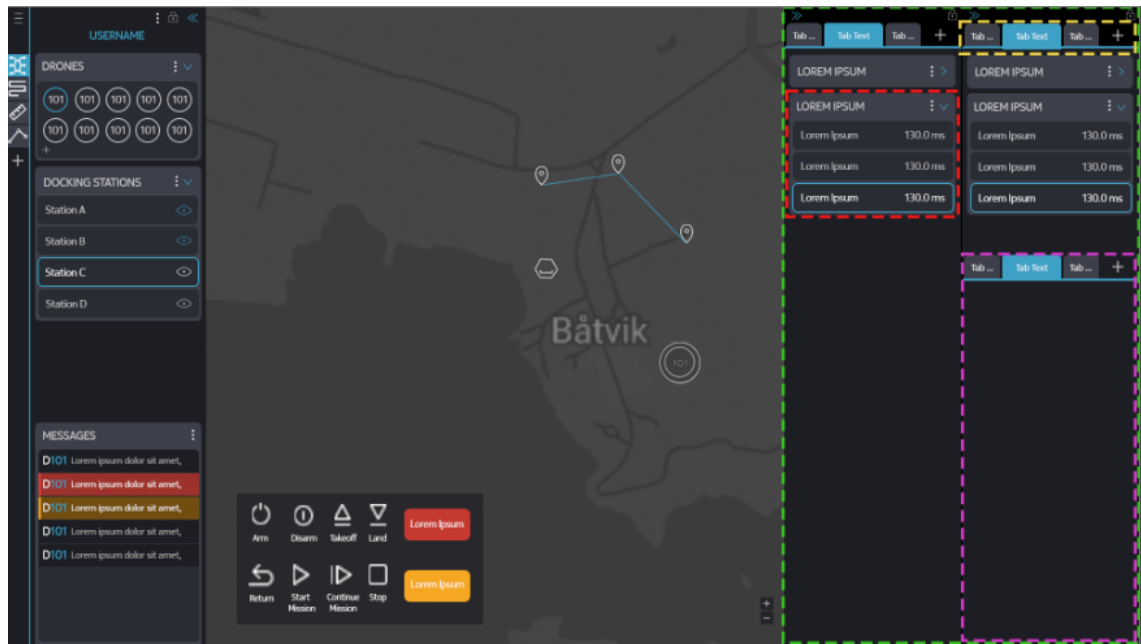 USERNAME
DRONES
101 101 101 101 101
101 101 101 101 101
+
DOCKING STATIONS
Station A
Station B
Station C
Station D
MESSAGES
D101 Lorem ipsum dolor sit amet,
D101 Lorem ipsum dolor sit amet,
D101 Lorem ipsum dolor sit amet,
D101 Lorem ipsum dolor sit amet,
D101 Lorem ipsum dolor sit amet,
Båtvik
101
Arm Disarm Takeoff Land Lorem Ipsum
Return Start Mission Continue Mission Stop Lorem Ipsum
Tab ... Tab Text Tab ... +
LOREM IPSUM
LOREM IPSUM
Lorem Ipsum 130.0 ms
Lorem Ipsum 130.0 ms
Lorem Ipsum 130.0 ms
Tab ... Tab Text Tab ... +
LOREM IPSUM
LOREM IPSUM
Lorem Ipsum 130.0 ms
Lorem Ipsum 130.0 ms
Lorem Ipsum 130.0 ms
Tab ... Tab Text Tab ... +